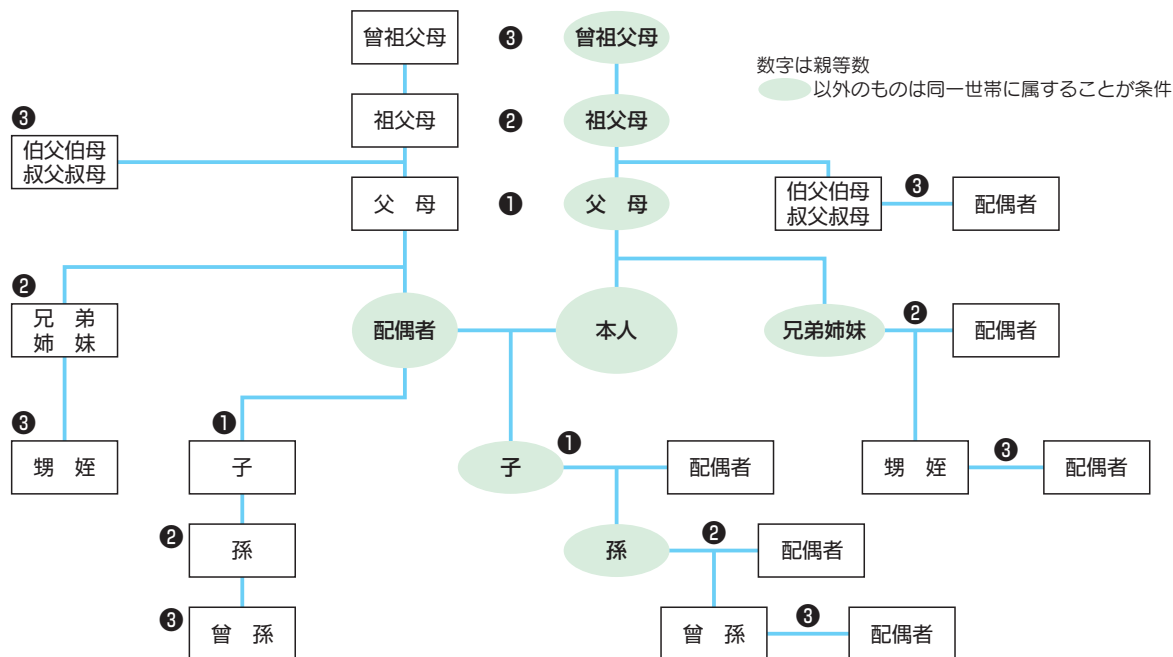 曾祖父母
❸
曾祖父母
数字は親等数
以外のものは同一世帯に属することが条件
祖父母
❷
祖父母
❸
伯父伯母
叔父叔母
父 母
❶
父 母
伯父伯母
叔父叔母
❸
配偶者
❷
兄 弟
姉 妹
配偶者
本人
兄弟姉妹
❷
配偶者
❸
甥 姪
❶
子
子
❶
配偶者
甥 姪
❸
配偶者
❷
孫
孫
❷
配偶者
❸
曾 孫
曾 孫
❸
配偶者